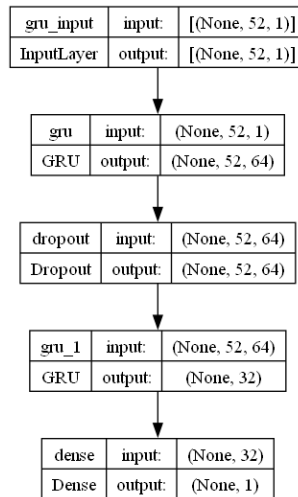 gru_input input: [(None, 52, 1)]
InputLayer output: [(None, 52, 1)]
gru input: (None, 52, 1)
GRU output: (None, 52, 64)
dropout input: (None, 52, 64)
Dropout output: (None, 52, 64)
gru_1 input: (None, 52, 64)
GRU output: (None, 32)
dense input: (None, 32)
Dense output: (None, 1)